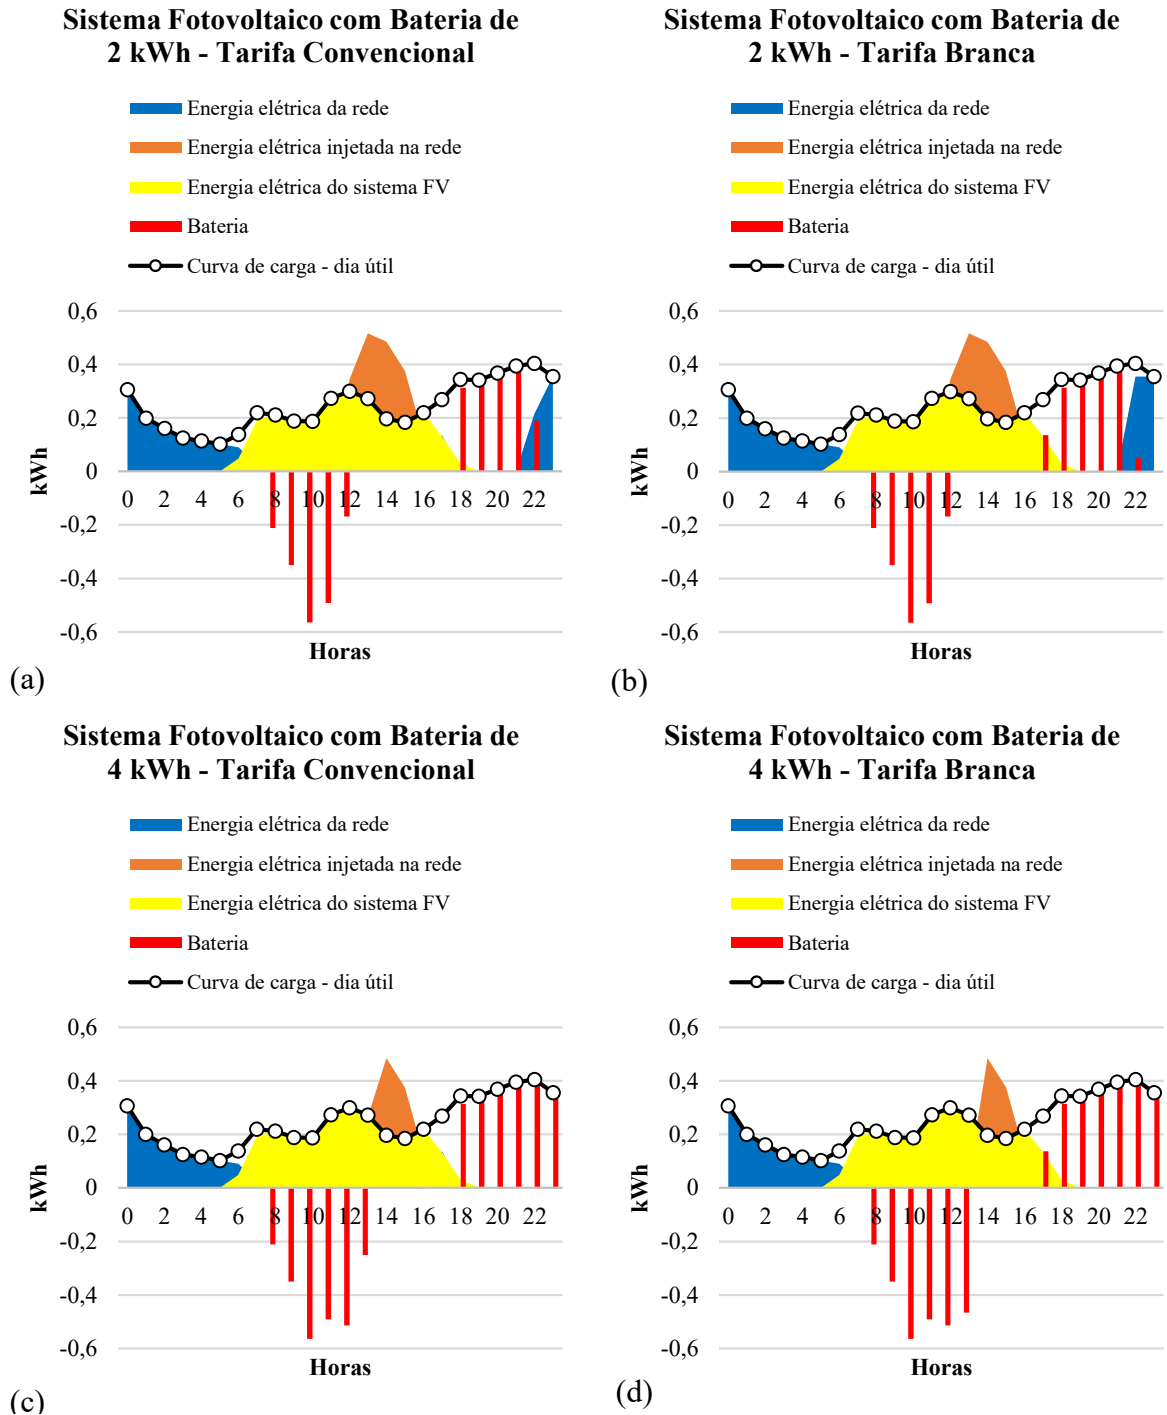 Sistema Fotovoltaico com Bateria de
2 kWh - Tarifa Convencional
Energia elétrica da rede
Energia elétrica injetada na rede
Energia elétrica do sistema FV
Bateria
Curva de carga - dia útil
0,6
0,4
0,2
0
-0,2
-0,4
-0,6
kWh
0 2 4 6 8 10 12 14 16 18 20 22
Horas
(a)
Sistema Fotovoltaico com Bateria de
2 kWh - Tarifa Branca
Energia elétrica da rede
Energia elétrica injetada na rede
Energia elétrica do sistema FV
Bateria
Curva de carga - dia útil
0,6
0,4
0,2
0
-0,2
-0,4
-0,6
kWh
0 2 4 6 8 10 12 14 16 18 20 22
Horas
(b)
Sistema Fotovoltaico com Bateria de
4 kWh - Tarifa Convencional
Energia elétrica da rede
Energia elétrica injetada na rede
Energia elétrica do sistema FV
Bateria
Curva de carga - dia útil
0,6
0,4
0,2
0
-0,2
-0,4
-0,6
kWh
0 2 4 6 8 10 12 14 16 18 20 22
Horas
(c)
Sistema Fotovoltaico com Bateria de
4 kWh - Tarifa Branca
Energia elétrica da rede
Energia elétrica injetada na rede
Energia elétrica do sistema FV
Bateria
Curva de carga - dia útil
0,6
0,4
0,2
0
-0,2
-0,4
-0,6
kWh
0 2 4 6 8 10 12 14 16 18 20 22
Horas
(d)